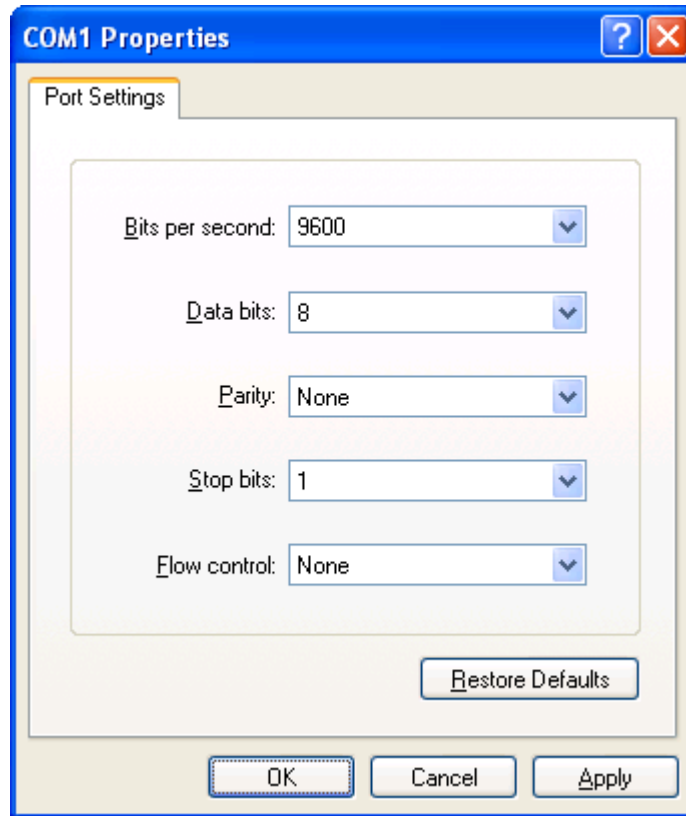 COM1 Properties
Port Settings
Bits per second: 9600
Data bits: 8
Parity: None
Stop bits: 1
Flow control: None
Restore Defaults
OK Cancel Apply